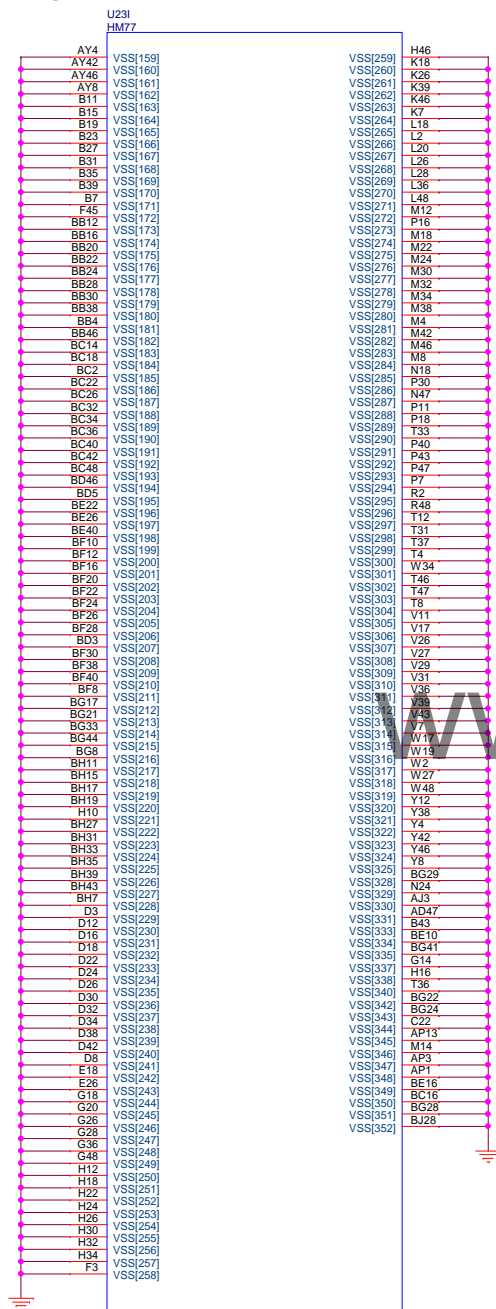 U23I
HM77
AY4 VSS[159]
AY42 VSS[160]
AY46 VSS[161]
AY8 VSS[162]
B11 VSS[163]
B15 VSS[164]
B19 VSS[165]
B23 VSS[166]
B27 VSS[167]
B31 VSS[168]
B35 VSS[169]
B39 VSS[170]
B7 VSS[171]
F45 VSS[172]
BB12 VSS[173]
BB16 VSS[174]
BB20 VSS[175]
BB22 VSS[176]
BB24 VSS[177]
BB28 VSS[178]
BB30 VSS[179]
BB38 VSS[180]
BB4 VSS[181]
BB46 VSS[182]
BC14 VSS[183]
BC18 VSS[184]
BC2 VSS[185]
BC22 VSS[186]
BC26 VSS[187]
BC32 VSS[188]
BC34 VSS[189]
BC36 VSS[190]
BC40 VSS[191]
BC42 VSS[192]
BC48 VSS[193]
BD46 VSS[194]
BD5 VSS[195]
BE22 VSS[196]
BE26 VSS[197]
BE40 VSS[198]
BF10 VSS[199]
BF12 VSS[200]
BF16 VSS[201]
BF20 VSS[202]
BF22 VSS[203]
BF24 VSS[204]
BF26 VSS[205]
BF28 VSS[206]
BD3 VSS[207]
BF30 VSS[208]
BF38 VSS[209]
BF40 VSS[210]
BF8 VSS[211]
BG17 VSS[212]
BG21 VSS[213]
BG33 VSS[214]
BG44 VSS[215]
BG8 VSS[216]
BH11 VSS[217]
BH15 VSS[218]
BH17 VSS[219]
BH19 VSS[220]
H10 VSS[221]
BH27 VSS[222]
BH31 VSS[223]
BH33 VSS[224]
BH35 VSS[225]
BH39 VSS[226]
BH43 VSS[227]
BH7 VSS[228]
D3 VSS[229]
D12 VSS[230]
D16 VSS[231]
D18 VSS[232]
D22 VSS[233]
D24 VSS[234]
D26 VSS[235]
D30 VSS[236]
D32 VSS[237]
D34 VSS[238]
D38 VSS[239]
D42 VSS[240]
D8 VSS[241]
E18 VSS[242]
E26 VSS[243]
G18 VSS[244]
G20 VSS[245]
G26 VSS[246]
G28 VSS[247]
G36 VSS[248]
G48 VSS[249]
H12 VSS[250]
H18 VSS[251]
H22 VSS[252]
H24 VSS[253]
H26 VSS[254]
H30 VSS[255]
H32 VSS[256]
H34 VSS[257]
F3 VSS[258]
VSS[259] H46
VSS[260] K18
VSS[261] K26
VSS[262] K39
VSS[263] K46
VSS[264] K7
VSS[265] L18
VSS[266] L2
VSS[267] L20
VSS[268] L26
VSS[269] L28
VSS[270] L36
VSS[271] L48
VSS[272] M12
VSS[273] P16
VSS[274] M18
VSS[275] M22
VSS[276] M24
VSS[277] M30
VSS[278] M32
VSS[279] M34
VSS[280] M38
VSS[281] M4
VSS[282] M42
VSS[283] M46
VSS[284] M8
VSS[285] N18
VSS[286] P30
VSS[287] N47
VSS[288] P11
VSS[289] P18
VSS[290] T33
VSS[291] P40
VSS[292] P43
VSS[293] P47
VSS[294] P7
VSS[295] R2
VSS[296] R48
VSS[297] T12
VSS[298] T31
VSS[299] T37
VSS[300] T4
VSS[301] W34
VSS[302] T46
VSS[303] T47
VSS[304] T8
VSS[305] V11
VSS[306] V17
VSS[307] V26
VSS[308] V27
VSS[309] V29
VSS[310] V31
VSS[311] V36
VSS[312] V39
VSS[313] V43
VSS[314] V7
VSS[315] W17
VSS[316] W19
VSS[317] W2
VSS[318] W27
VSS[319] W48
VSS[320] Y12
VSS[321] Y38
VSS[322] Y4
VSS[323] Y42
VSS[324] Y46
VSS[325] Y8
VSS[328] BG29
VSS[329] N24
VSS[330] AJ3
VSS[331] AD47
VSS[333] B43
VSS[334] BE10
VSS[335] BG41
VSS[337] G14
VSS[338] H16
VSS[340] T36
VSS[342] BG22
VSS[343] BG24
VSS[344] C22
VSS[345] AP13
VSS[346] M14
VSS[347] AP3
VSS[348] AP1
VSS[349] BE16
VSS[350] BC16
VSS[351] BG28
VSS[352] BJ28